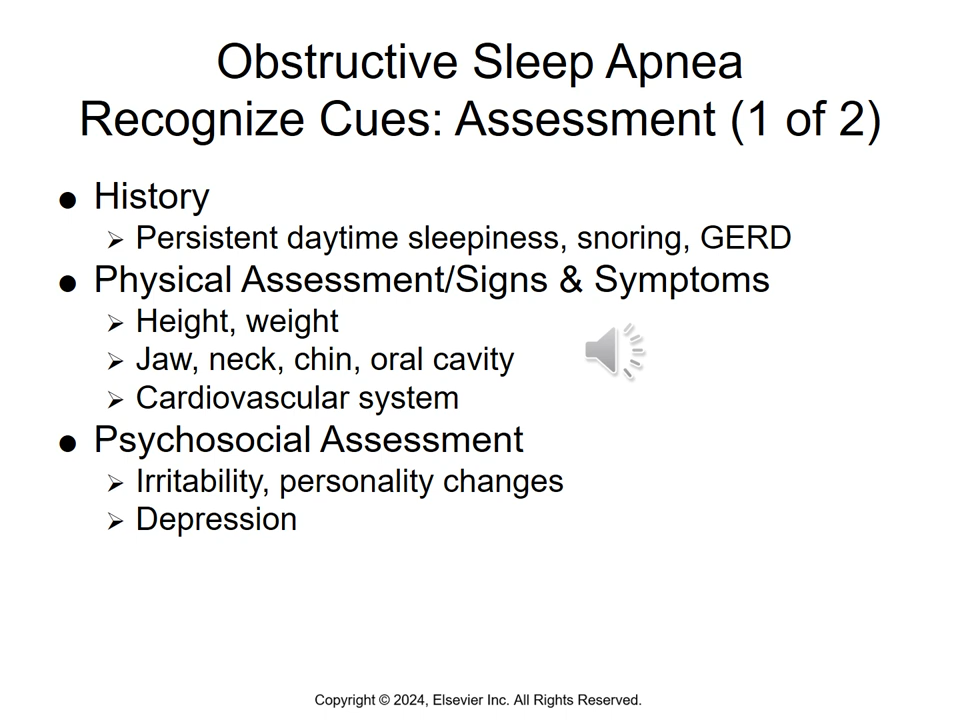 Obstructive Sleep Apnea
Recognize Cues: Assessment (1 of 2)
● History
➢ Persistent daytime sleepiness, snoring, GERD
● Physical Assessment/Signs & Symptoms
➢ Height, weight
➢ Jaw, neck, chin, oral cavity
➢ Cardiovascular system
● Psychosocial Assessment
➢ Irritability, personality changes
➢ Depression
Copyright © 2024, Elsevier Inc. All Rights Reserved.